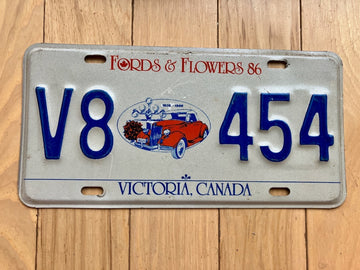 FORDS & FLOWERS 86
V8 454
VICTORIA, CANADA